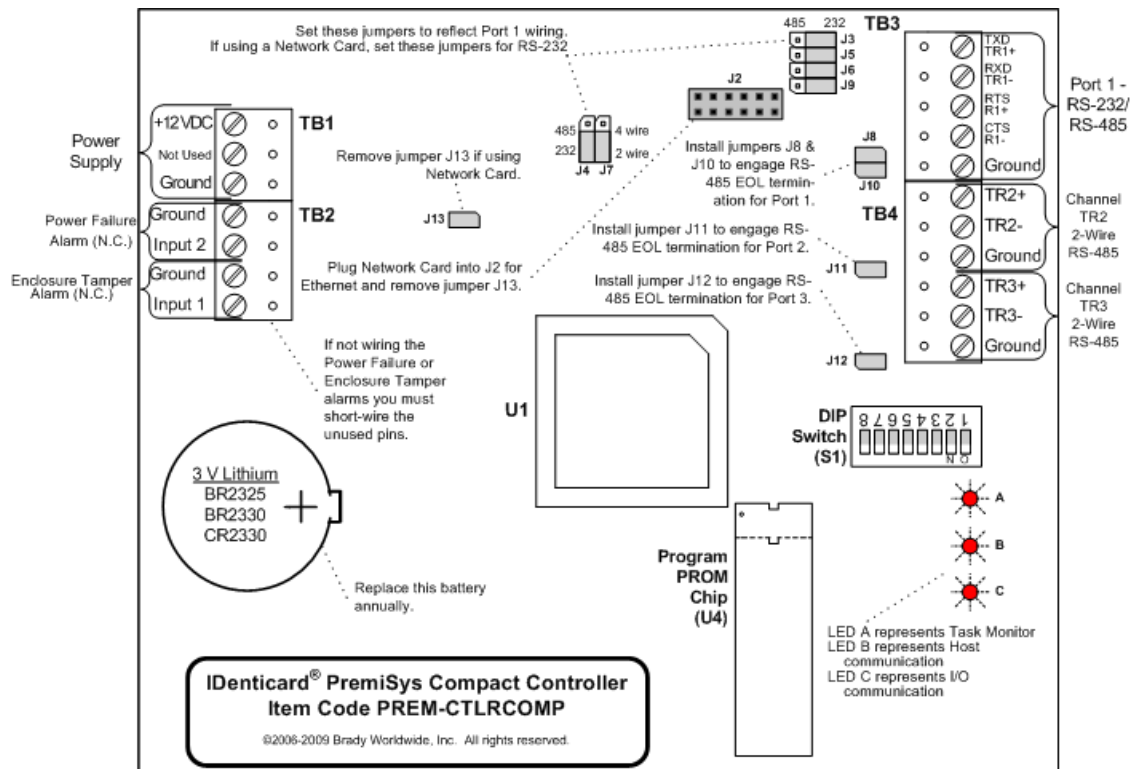 Set these jumpers to reflect Port 1 wiring.
If using a Network Card, set these jumpers for RS-232
485 232
J3
J5
J6
J9
TB3
TXD
TR1+
RXD
TR1-
RTS
R1+
CTS
R1-
Ground
Port 1 -
RS-232/
RS-485
J2
Power
Supply
+12VDC
Not Used
Ground
TB1
485
232
4 wire
2 wire
J4 J7
Remove jumper J13 if using
Network Card.
J13
Install jumpers J8 &
J10 to engage RS-
485 EOL termin-
ation for Port 1.
J8
J10
TB4
TR2+
TR2-
Ground
Channel
TR2
2-Wire
RS-485
Power Failure
Alarm (N.C.)
Ground
Input 2
TB2
Enclosure Tamper
Alarm (N.C.)
Ground
Input 1
Install jumper J11 to engage RS-
485 EOL termination for Port 2.
J11
Plug Network Card into J2 for
Ethernet and remove jumper J13.
Install jumper J12 to engage RS-
485 EOL termination for Port 3.
J12
TR3+
TR3-
Ground
Channel
TR3
2-Wire
RS-485
If not wiring the
Power Failure or
Enclosure Tamper
alarms you must
short-wire the
unused pins.
U1
DIP
Switch
(S1)
8 7 6 5 4 3 2 1
N O
3 V Lithium
BR2325
BR2330
CR2330
Replace this battery
annually.
Program
PROM
Chip
(U4)
A
B
C
LED A represents Task Monitor
LED B represents Host
communication
LED C represents I/O
communication
IDenticard® PremiSys Compact Controller
Item Code PREM-CTLRCOMP
©2006-2009 Brady Worldwide, Inc. All rights reserved.